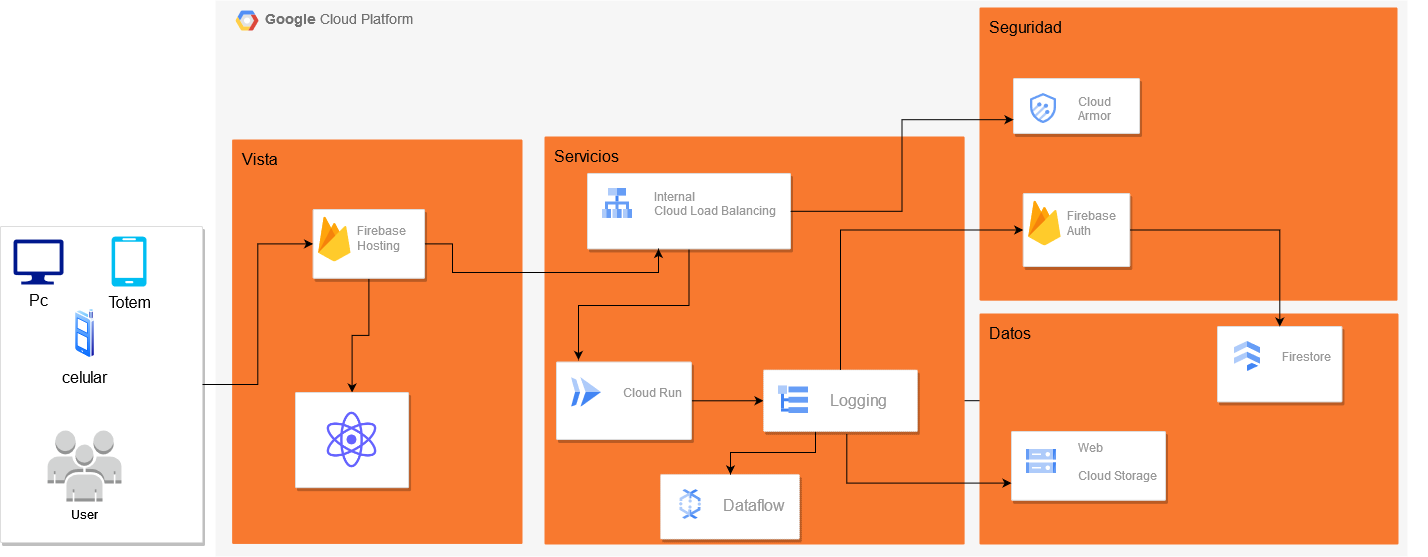 Google Cloud Platform
Pc
Totem
celular
User
Vista
Firebase
Hosting
Servicios
Internal
Cloud Load Balancing
Cloud Run
Logging
Dataflow
Seguridad
Cloud
Armor
Firebase
Auth
Datos
Firestore
Web
Cloud Storage